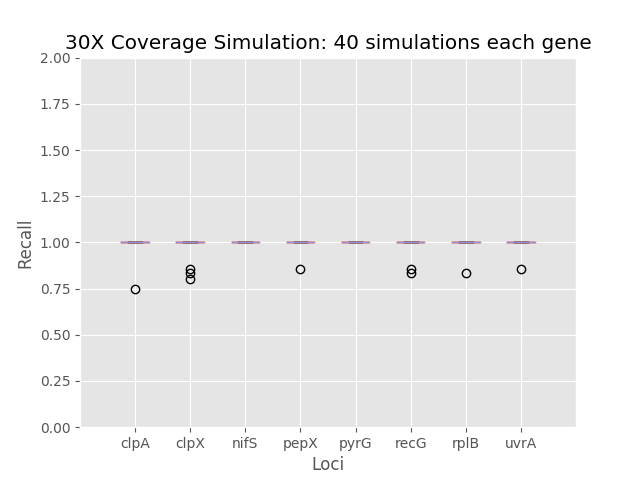 30X Coverage Simulation: 40 simulations each gene
2.00
1.75
1.50
1.25
1.00
0.75
0.50
0.25
0.00
Recall
clpA clpX nifS pepX pyrG recG rplB uvrA
Loci